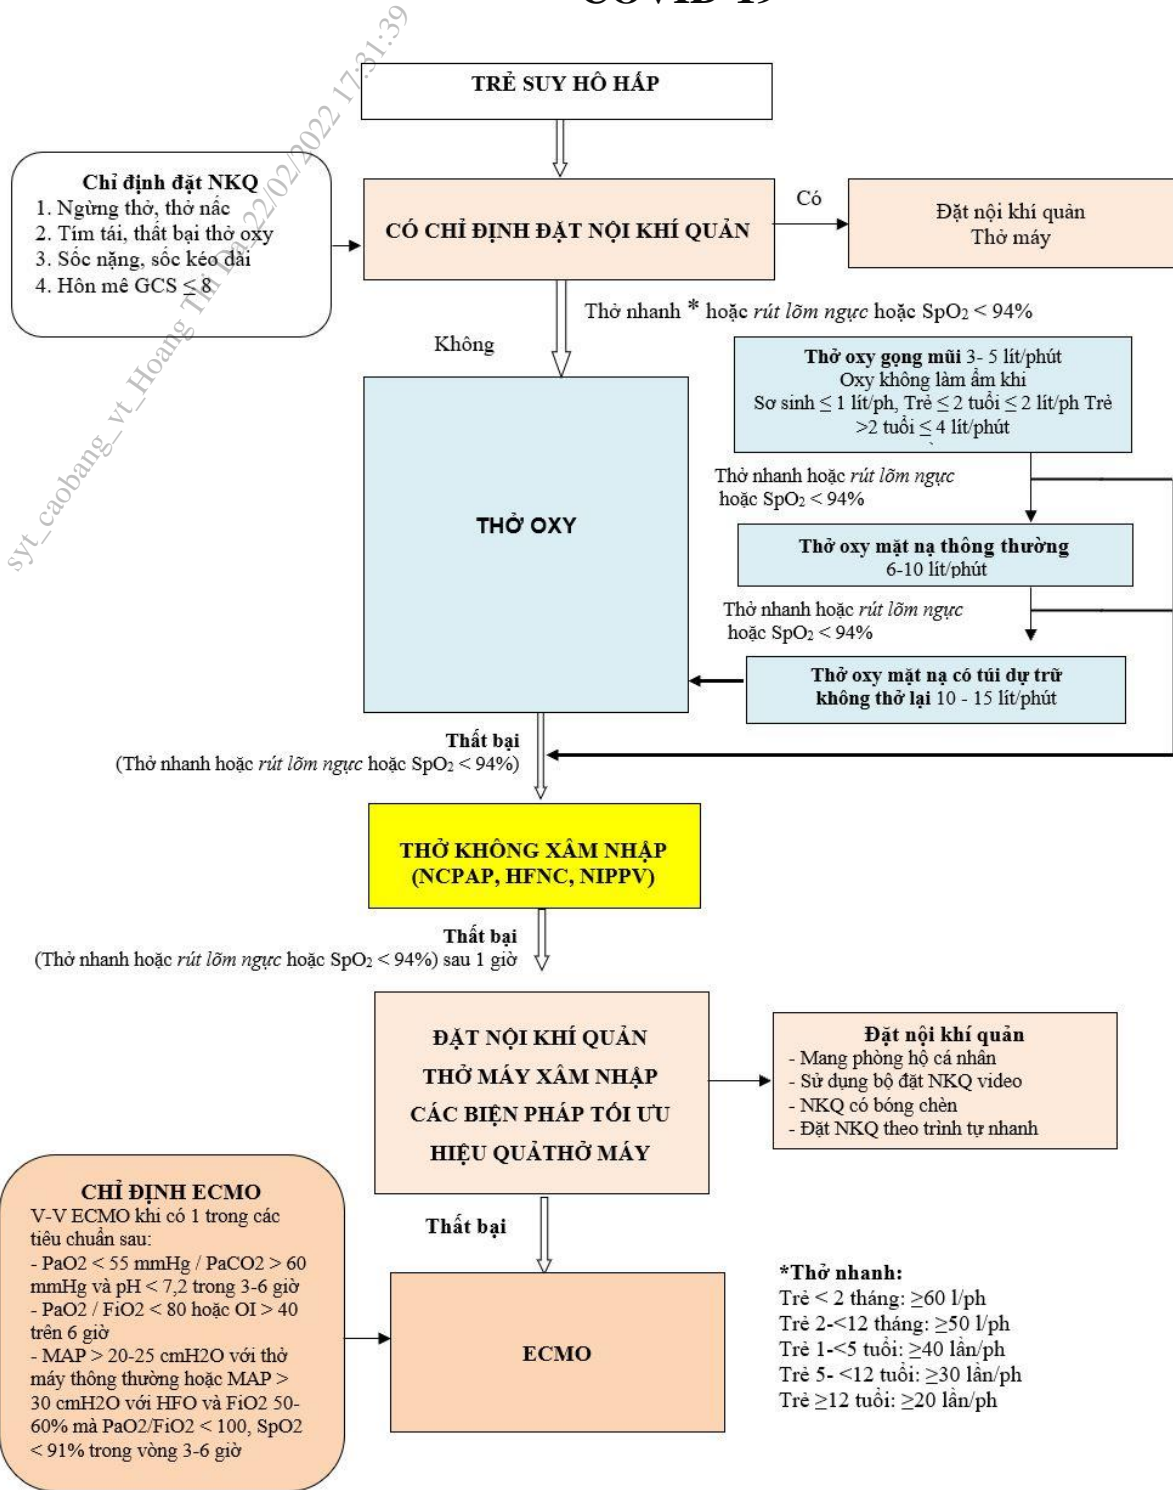 COVID-19
TRẺ SUY HÔ HẤP
Chỉ định đặt NKQ
1. Ngừng thở, thở nấc
2. Tím tái, thất bại thở oxy
3. Sốc nặng, sốc kéo dài
4. Hôn mê GCS ≤ 8
CÓ CHỈ ĐỊNH ĐẶT NỘI KHÍ QUẢN
Có
Đặt nội khí quản
Thở máy
Thở nhanh * hoặc rút lõm ngực hoặc SpO2 < 94%
Không
THỞ OXY
Thở oxy gọng mũi 3- 5 lít/phút
Oxy không làm ẩm khi
Sơ sinh ≤ 1 lít/ph, Trẻ ≤ 2 tuổi ≤ 2 lít/ph Trẻ
>2 tuổi ≤ 4 lít/phút
Thở nhanh hoặc rút lõm ngực
hoặc SpO2 < 94%
Thở oxy mặt nạ thông thường
6-10 lít/phút
Thở nhanh hoặc rút lõm ngực
hoặc SpO2 < 94%
Thở oxy mặt nạ có túi dự trữ
không thở lại 10 - 15 lít/phút
Thất bại
(Thở nhanh hoặc rút lõm ngực hoặc SpO2 < 94%)
THỞ KHÔNG XÂM NHẬP
(NCPAP, HFNC, NIPPV)
Thất bại
(Thở nhanh hoặc rút lõm ngực hoặc SpO2 < 94%) sau 1 giờ
ĐẶT NỘI KHÍ QUẢN
THỞ MÁY XÂM NHẬP
CÁC BIỆN PHÁP TỐI ƯU
HIỆU QUẢTHỞ MÁY
Đặt nội khí quản
- Mang phòng hộ cá nhân
- Sử dụng bộ đặt NKQ video
- NKQ có bóng chèn
- Đặt NKQ theo trình tự nhanh
Thất bại
CHỈ ĐỊNH ECMO
V-V ECMO khi có 1 trong các
tiêu chuẩn sau:
- PaO2 < 55 mmHg / PaCO2 > 60
mmHg và pH < 7,2 trong 3-6 giờ
- PaO2 / FiO2 < 80 hoặc OI > 40
trên 6 giờ
- MAP > 20-25 cmH2O với thở
máy thông thường hoặc MAP >
30 cmH2O với HFO và FiO2 50-
60% mà PaO2/FiO2 < 100, SpO2
< 91% trong vòng 3-6 giờ
ECMO
*Thở nhanh:
Trẻ < 2 tháng: ≥60 l/ph
Trẻ 2-<12 tháng: ≥50 l/ph
Trẻ 1-<5 tuổi: ≥40 lần/ph
Trẻ 5- <12 tuổi: ≥30 lần/ph
Trẻ ≥12 tuổi: ≥20 lần/ph
syt_caobang_vt_Hoang Thi Da_22/02/2022 17:31:39